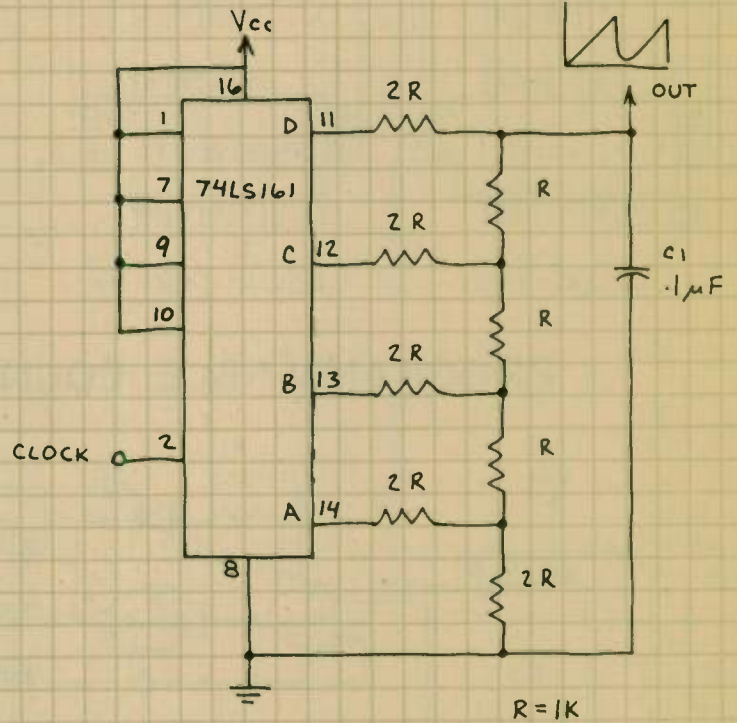 Vcc
16
OUT
2R
1 D 11
R
7 74LS161
2R
9 C 12
C1
.1µF
10
R
2R
B 13
CLOCK 2
R
2R
A 14
8
2R
R = 1K